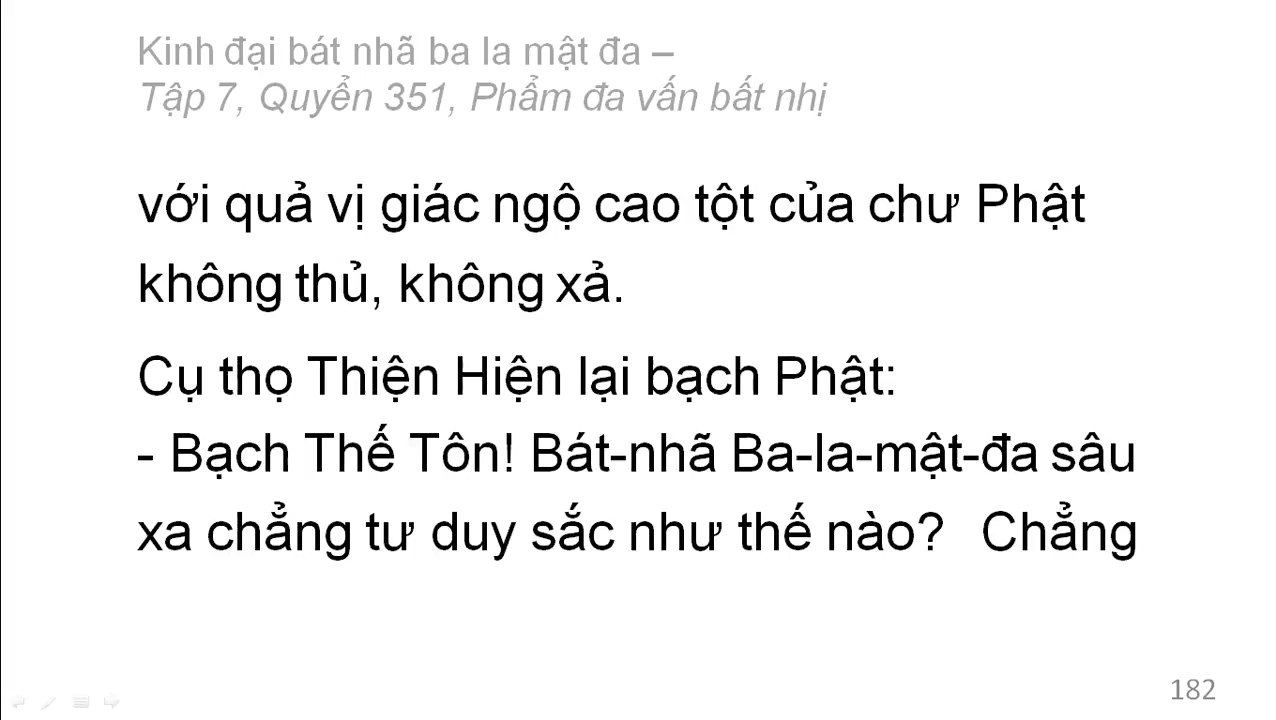 Kinh đại bát nhã ba la mật đa –
Tập 7, Quyển 351, Phẩm đa vấn bất nhị
với quả vị giác ngộ cao tột của chư Phật
không thủ, không xả.
Cụ thọ Thiện Hiện lại bạch Phật:
- Bạch Thế Tôn! Bát-nhã Ba-la-mật-đa sâu
xa chẳng tư duy sắc như thế nào? Chẳng
182